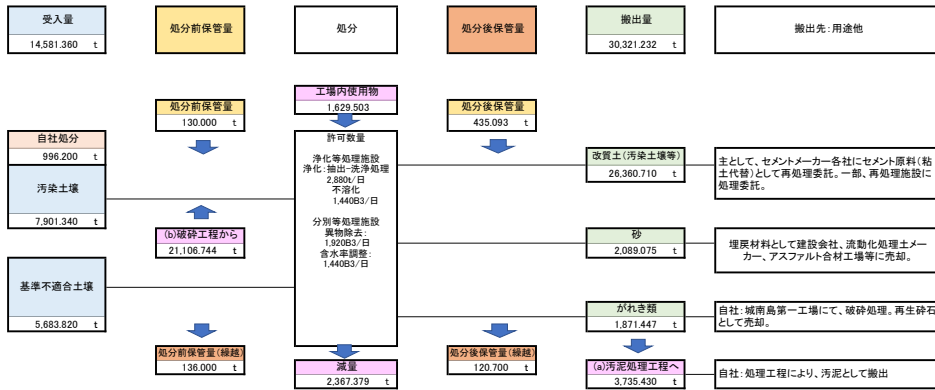 受入量
14,581.360 t
処分前保管量
処分
処分後保管量
搬出量
30,321.232 t
搬出先:用途他
工場内使用物
1,629.503
処分前保管量
130.000 t
処分後保管量
435.093 t
自社処分
996.200 t
汚染土壌
7,901.340 t
(b)破砕工程から
21,106.744 t
基準不適合土壌
5,683.820 t
許可数量
浄化等処理施設
浄化:抽出-洗浄処理
2,880t/日
不溶化
1,440B3/日
分別等処理施設
異物除去:
1,920B3/日
含水率調整:
1,440B3/日
改質土(汚染土壌等)
26,360.710 t
主として、セメントメーカー各社にセメント原料(粘
土代替)として再処理委託。一部、再処理施設に
処理委託。
砂
2,089.075 t
埋戻材料として建設会社、流動化処理土メー
カー、アスファルト合材工場等に売却。
がれき類
1,871.447 t
自社:城南島第一工場にて、破砕処理。再生砕石
として売却。
処分前保管量(繰越)
136.000 t
減量
2,367.379 t
処分後保管量(繰越)
120.700 t
(a)汚泥処理工程へ
3,735.430 t
自社:処理工程により、汚泥として搬出